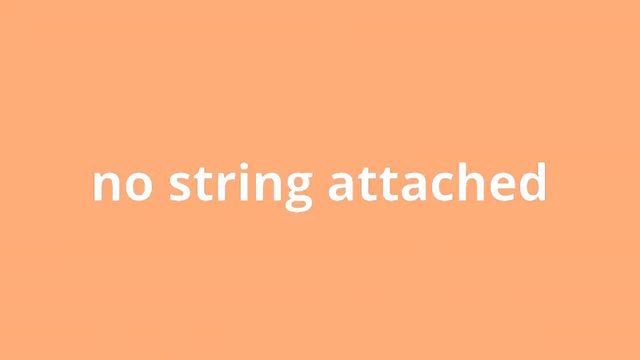 no string attached